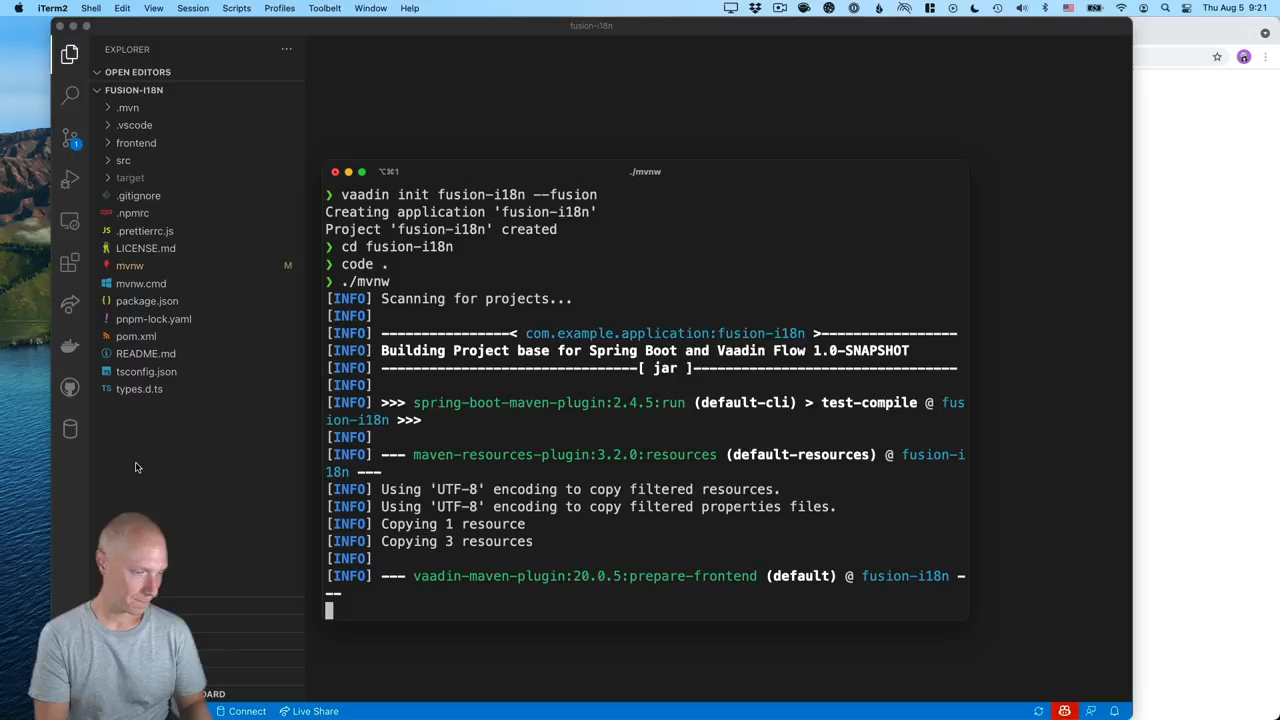 iTerm2 Shell Edit View Session Scripts Profiles Toolbelt Window Help Thu Aug 5 9:21
fusion-i18n
EXPLORER
OPEN EDITORS
FUSION-I18N
.mvn
.vscode
frontend
src
target
.gitignore
.npmrc
.prettierrc.js
LICENSE.md
mvnw M
mvnw.cmd
package.json
pnpm-lock.yaml
pom.xml
README.md
tsconfig.json
TS types.d.ts
1
⌥⌘1 ./mvnw
❯ vaadin init fusion-i18n --fusion
Creating application 'fusion-i18n'
Project 'fusion-i18n' created
❯ cd fusion-i18n
❯ code .
❯ ./mvnw
[INFO] Scanning for projects...
[INFO]
[INFO] ----------------< com.example.application:fusion-i18n >-----------------
[INFO] Building Project base for Spring Boot and Vaadin Flow 1.0-SNAPSHOT
[INFO] --------------------------------[ jar ]---------------------------------
[INFO]
[INFO] >>> spring-boot-maven-plugin:2.4.5:run (default-cli) > test-compile @ fus
ion-i18n >>>
[INFO]
[INFO] --- maven-resources-plugin:3.2.0:resources (default-resources) @ fusion-i
18n ---
[INFO] Using 'UTF-8' encoding to copy filtered resources.
[INFO] Using 'UTF-8' encoding to copy filtered properties files.
[INFO] Copying 1 resource
[INFO] Copying 3 resources
[INFO]
[INFO] --- vaadin-maven-plugin:20.0.5:prepare-frontend (default) @ fusion-i18n -
--
Connect Live Share